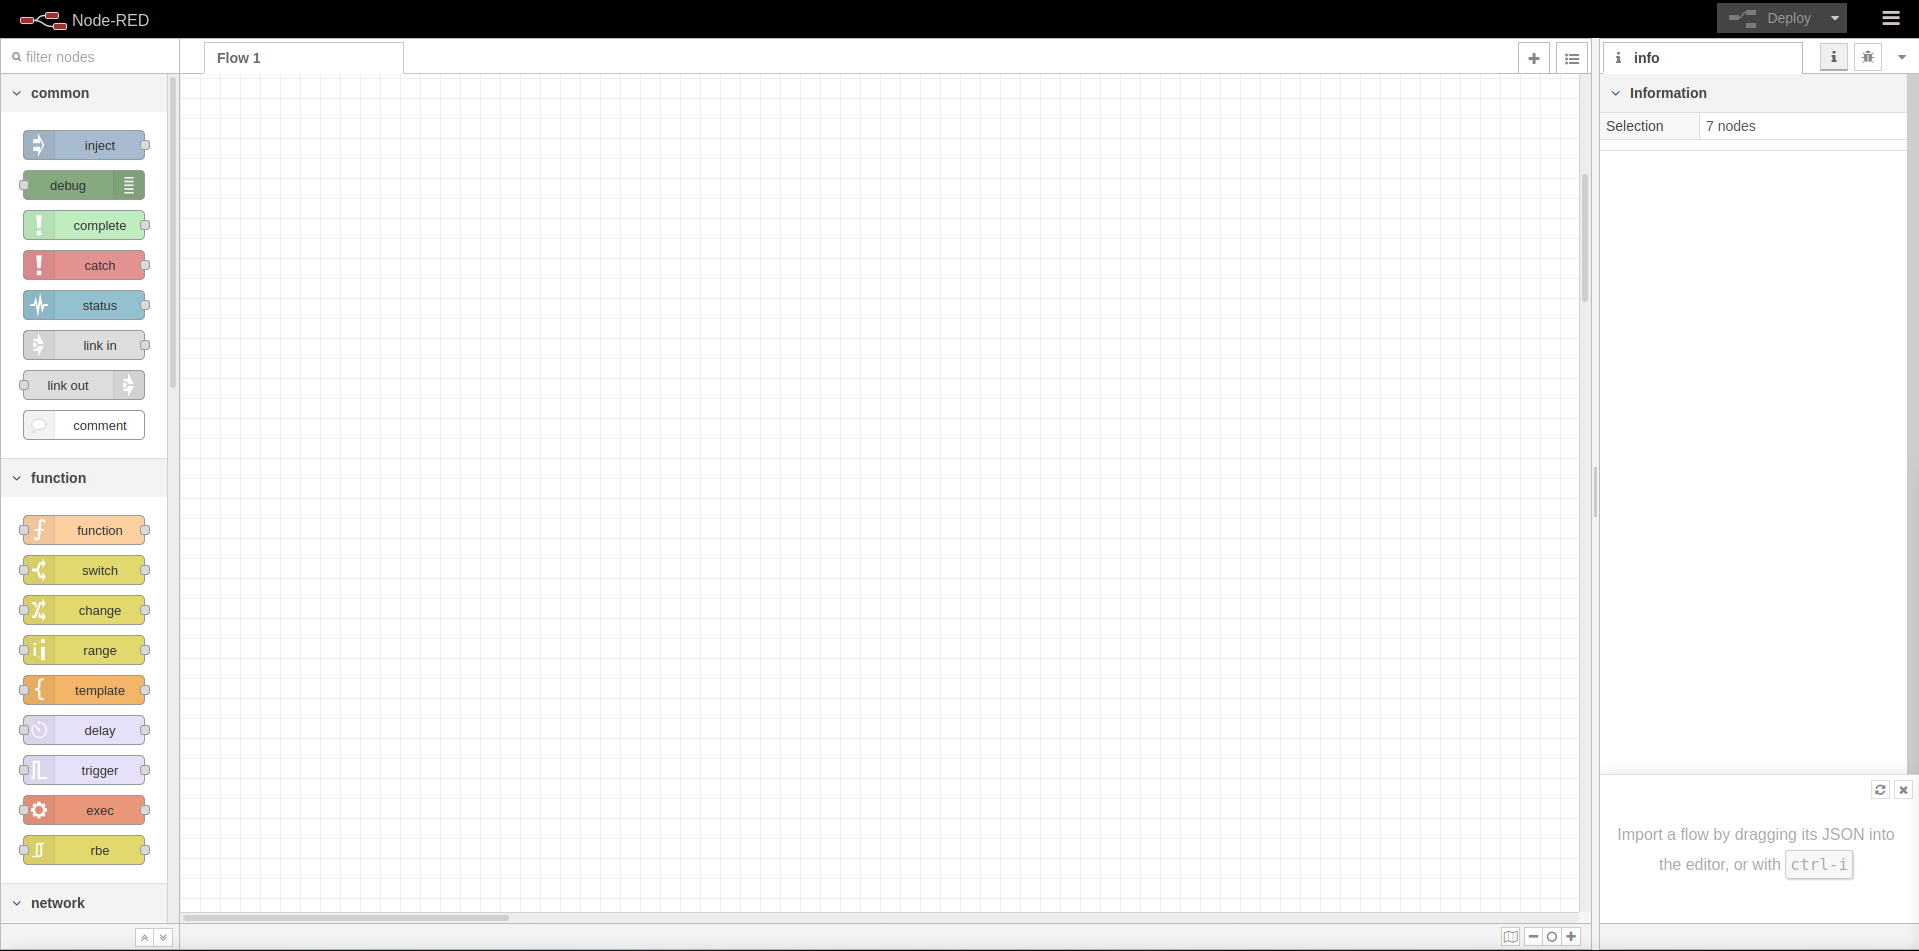 Node-RED
Deploy
filter nodes
Flow 1
info
common
Information
Selection
7 nodes
inject
debug
complete
catch
status
link in
link out
comment
function
function
switch
change
range
template
delay
trigger
exec
rbe
network
Import a flow by dragging its JSON into
the editor, or with ctrl-i